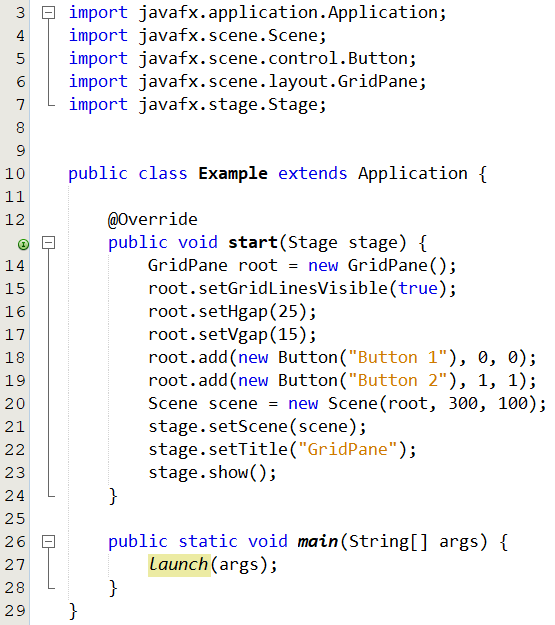 3 import javafx.application.Application;
4 import javafx.scene.Scene;
5 import javafx.scene.control.Button;
6 import javafx.scene.layout.GridPane;
7 import javafx.stage.Stage;
8
9
10 public class Example extends Application {
11
12     @Override
    public void start(Stage stage) {
14         GridPane root = new GridPane();
15         root.setGridLinesVisible(true);
16         root.setHgap(25);
17         root.setVgap(15);
18         root.add(new Button("Button 1"), 0, 0);
19         root.add(new Button("Button 2"), 1, 1);
20         Scene scene = new Scene(root, 300, 100);
21         stage.setScene(scene);
22         stage.setTitle("GridPane");
23         stage.show();
24     }
25
26     public static void main(String[] args) {
27         launch(args);
28     }
29 }